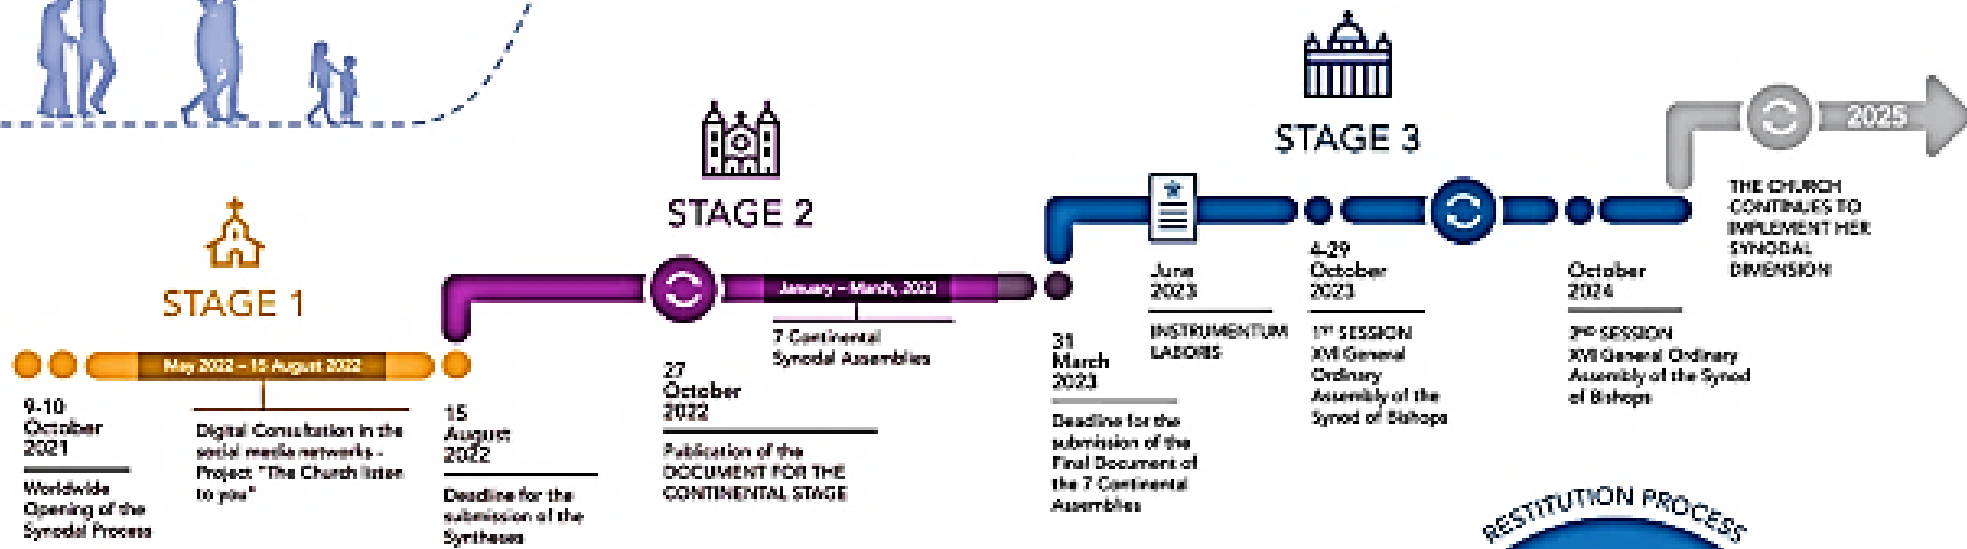 STAGE 1
May 2022 – 15 August 2022
9-10
October
2021
Worldwide
Opening of the
Synodal Process
Digital Consultation in the
social media networks -
Project "The Church listen
to you"
15
August
2022
Deadline for the
submission of the
Syntheses
STAGE 2
January – March, 2023
7 Continental
Synodal Assemblies
27
October
2022
Publication of the
DOCUMENT FOR THE
CONTINENTAL STAGE
31
March
2023
Deadline for the
submission of the
Final Document of
the 7 Continental
Assemblies
STAGE 3
June
2023
INSTRUMENTUM
LABORIS
4-29
October
2023
1ST SESSION
XVI General
Ordinary
Assembly of the
Synod of Bishops
October
2024
2ND SESSION
XVI General Ordinary
Assembly of the Synod
of Bishops
2025
THE CHURCH
CONTINUES TO
IMPLEMENT HER
SYNODAL
DIMENSION
RESTITUTION PROCESS